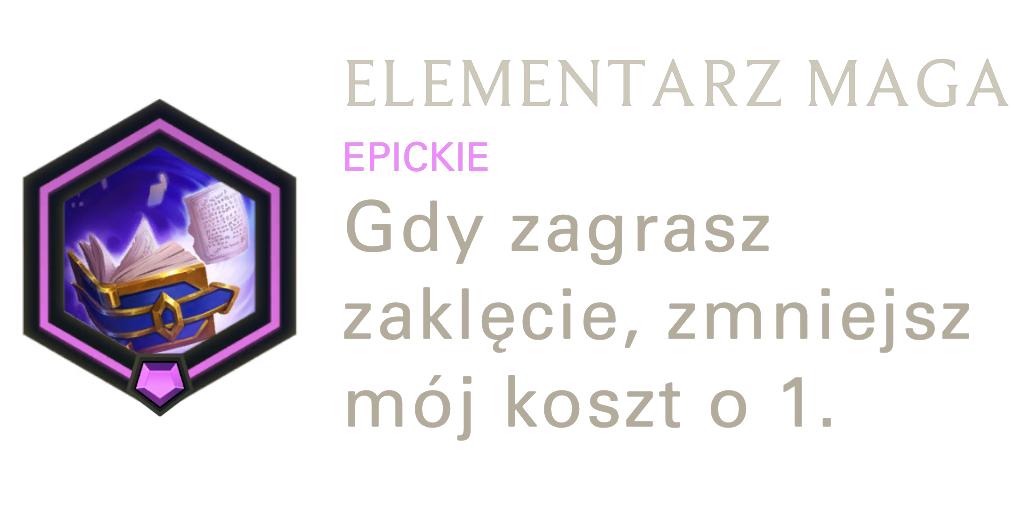 ELEMENTARZ MAGA
EPICKIE
Gdy zagrasz
zaklęcie, zmniejsz
mój koszt o 1.